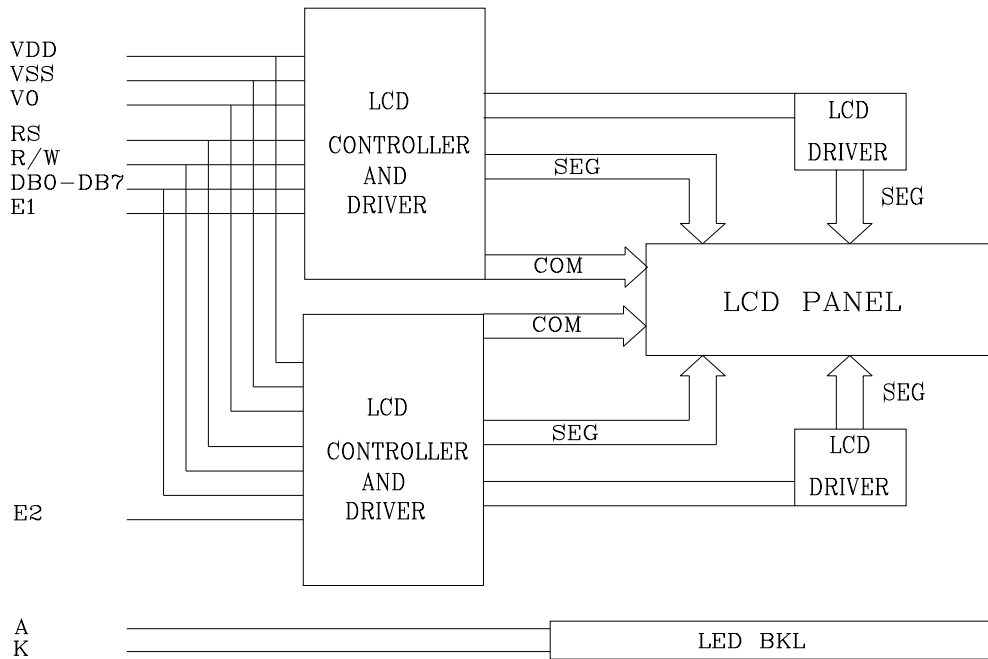 VDD
VSS
V0
RS
R/W
DB0-DB7
E1
LCD
CONTROLLER
AND
DRIVER
SEG
COM
LCD
DRIVER
SEG
LCD PANEL
COM
LCD
CONTROLLER
AND
DRIVER
SEG
SEG
LCD
DRIVER
E2
A
K
LED BKL